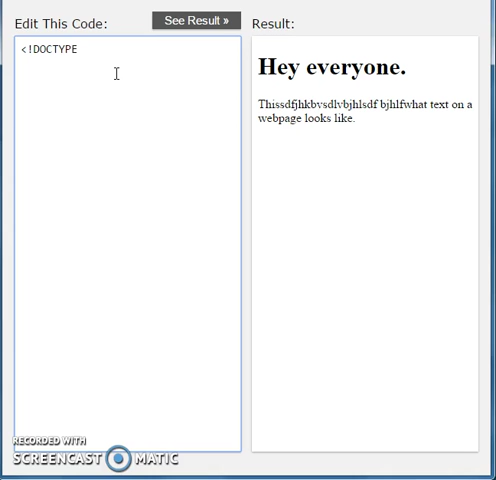 Edit This Code:
See Result »
Result:
<!DOCTYPE
Hey everyone.
Thissdfjhkbvsdlvbjhlsdf bjhlfwhat text on a
webpage looks like.
RECORDED WITH
SCREENCAST MATIC